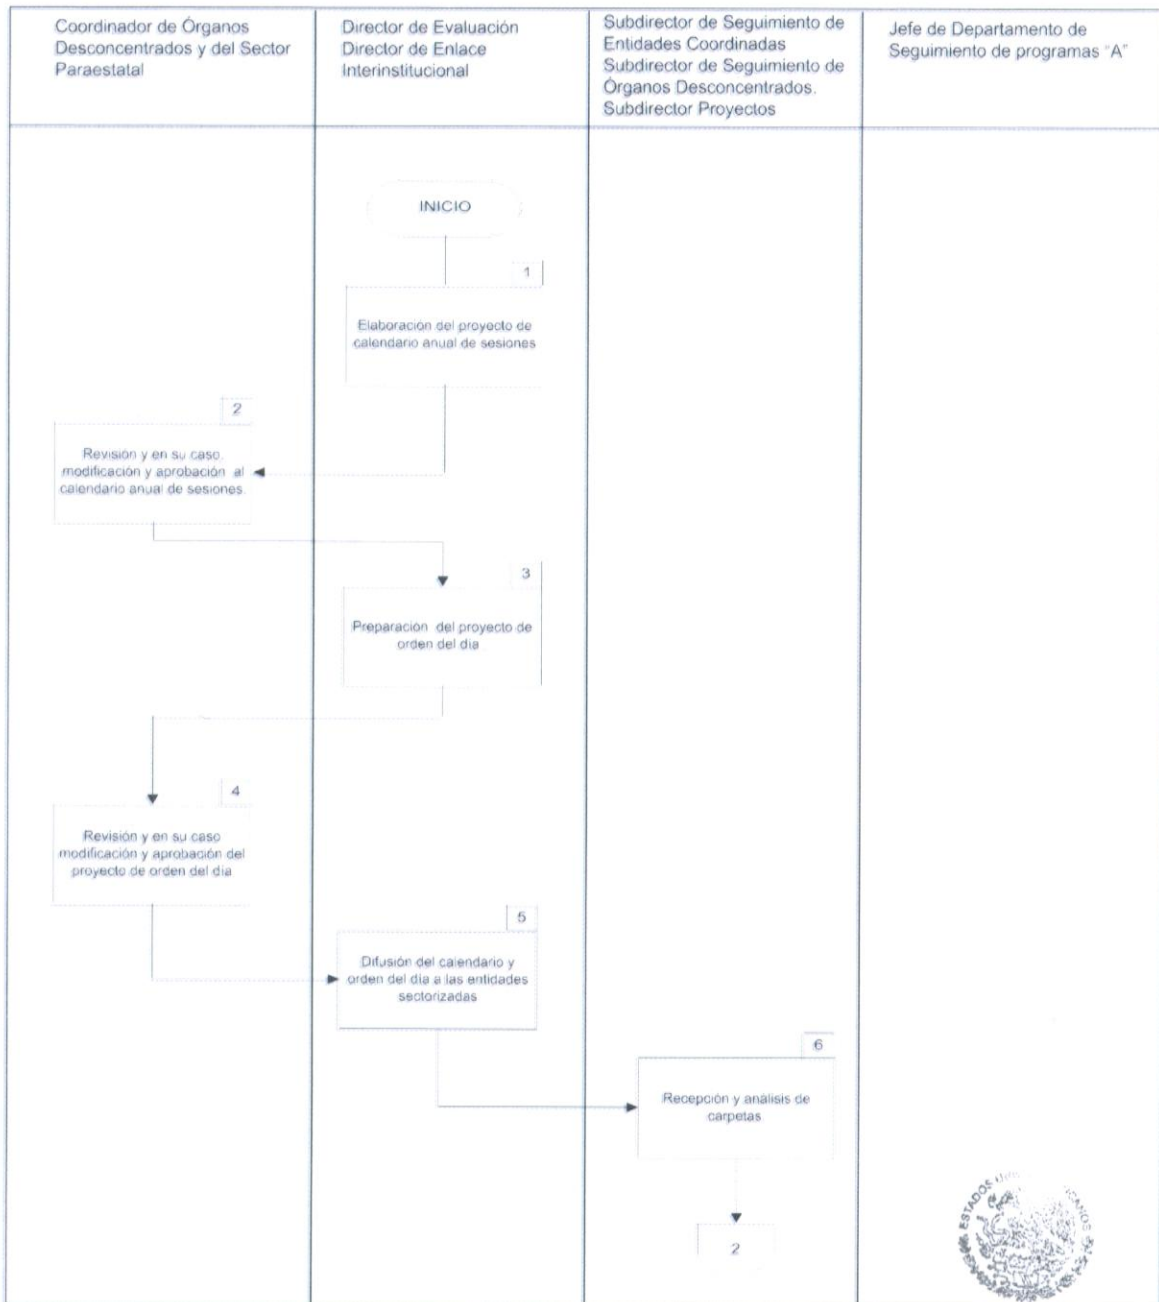 Coordinador de Órganos
Desconcentrados y del Sector
Paraestatal
Director de Evaluación
Director de Enlace
Interinstitucional
Subdirector de Seguimiento de
Entidades Coordinadas
Subdirector de Seguimiento de
Órganos Desconcentrados.
Subdirector Proyectos
Jefe de Departamento de
Seguimiento de programas "A"
INICIO
1
Elaboración del proyecto de
calendario anual de sesiones
2
Revisión y en su caso
modificación y aprobación al
calendario anual de sesiones.
3
Preparación del proyecto de
orden del dia
4
Revisión y en su caso
modificación y aprobación del
proyecto de orden del dia
5
Difusión del calendario y
orden del dia a las entidades
sectorizadas
6
Recepción y análisis de
carpetas
2
ESTADOS